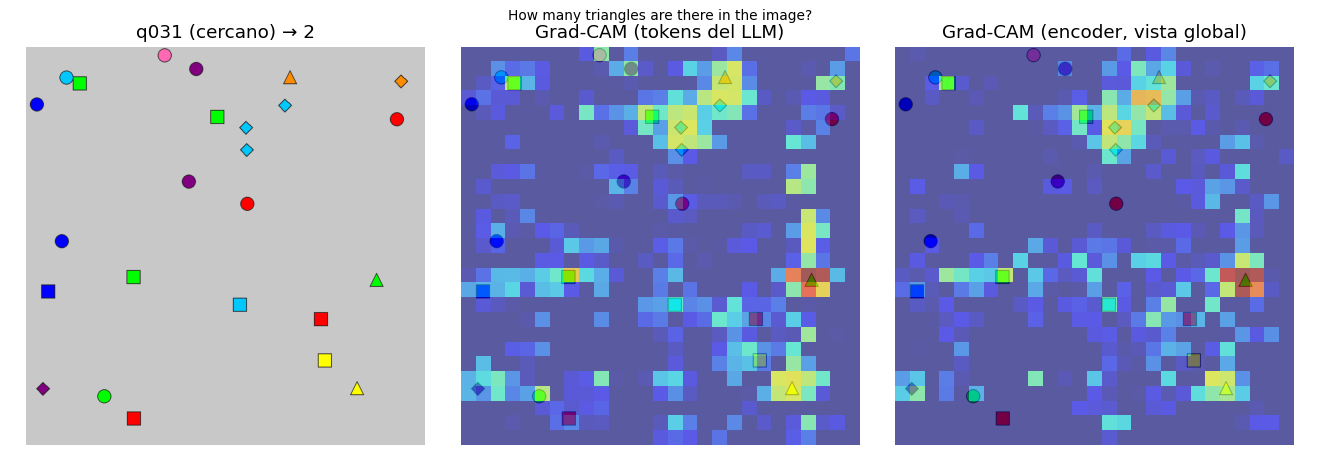 How many triangles are there in the image?
q031 (cercano) → 2
Grad-CAM (tokens del LLM)
Grad-CAM (encoder, vista global)